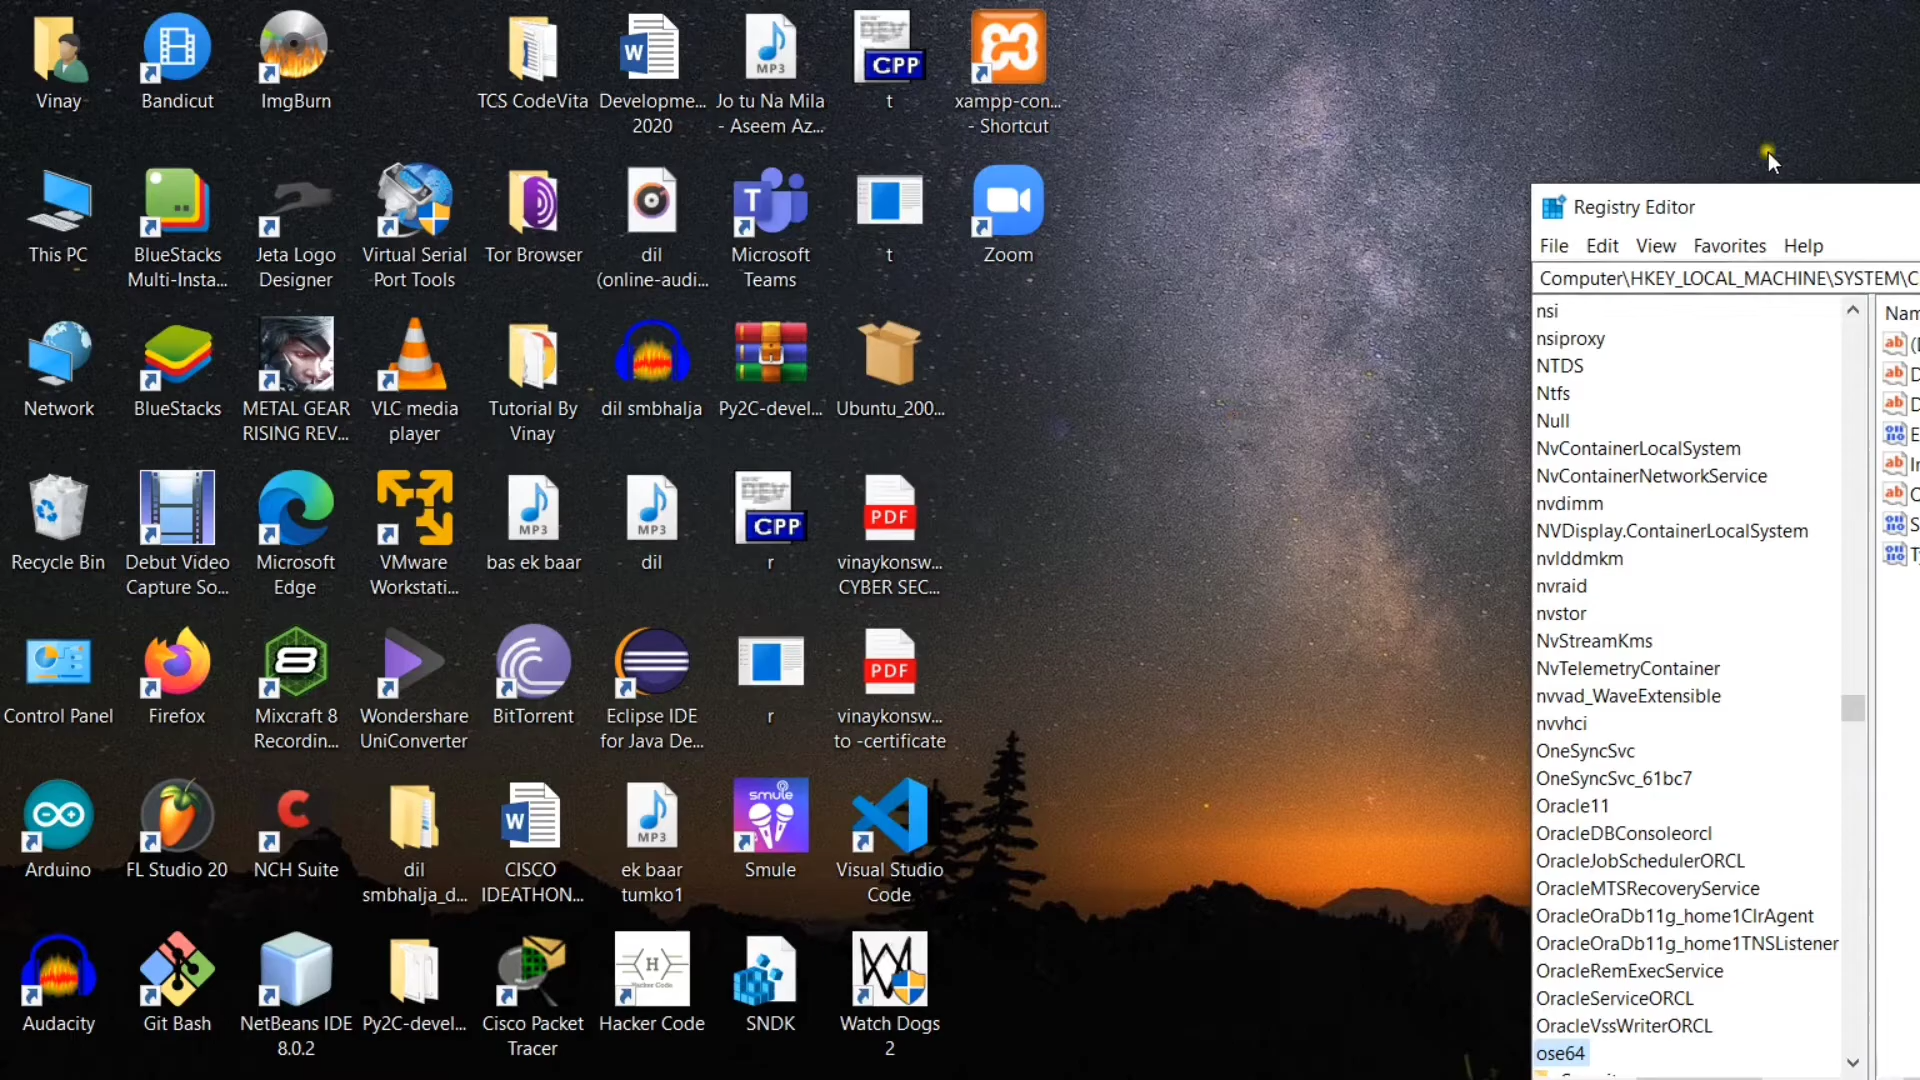 Vinay
Bandicut
ImgBurn
TCS CodeVita
Developme...
2020
MP3
Jo tu Na Mila
- Aseem Az...
CPP
t
xampp-con...
- Shortcut
This PC
BlueStacks
Multi-Insta...
Jeta Logo
Designer
Virtual Serial
Port Tools
Tor Browser
dil
(online-audi...
Microsoft
Teams
t
Zoom
Network
BlueStacks
METAL GEAR
RISING REV...
VLC media
player
Tutorial By
Vinay
dil smbhalja
Py2C-devel...
Ubuntu_200...
Recycle Bin
Debut Video
Capture So...
Microsoft
Edge
VMware
Workstati...
MP3
bas ek baar
MP3
dil
CPP
r
PDF
vinaykonsw...
CYBER SEC...
Control Panel
Firefox
Mixcraft 8
Recordin...
Wondershare
UniConverter
BitTorrent
Eclipse IDE
for Java De...
r
PDF
vinaykonsw...
to -certificate
Arduino
FL Studio 20
NCH Suite
dil
smbhalja_d...
CISCO
IDEATHON...
MP3
ek baar
tumko1
smule
Smule
Visual Studio
Code
Audacity
Git Bash
NetBeans IDE
8.0.2
Py2C-devel...
Cisco Packet
Tracer
Hacker Code
Hacker Code
SNDK
Watch Dogs
2
Registry Editor
File Edit View Favorites Help
Computer\HKEY_LOCAL_MACHINE\SYSTEM\C
nsi
nsiproxy
NTDS
Ntfs
Null
NvContainerLocalSystem
NvContainerNetworkService
nvdimm
NVDisplay.ContainerLocalSystem
nvlddmkm
nvraid
nvstor
NvStreamKms
NvTelemetryContainer
nvvad_WaveExtensible
nvvhci
OneSyncSvc
OneSyncSvc_61bc7
Oracle11
OracleDBConsoleorcl
OracleJobSchedulerORCL
OracleMTSRecoveryService
OracleOraDb11g_home1ClrAgent
OracleOraDb11g_home1TNSListener
OracleRemExecService
OracleServiceORCL
OracleVssWriterORCL
ose64